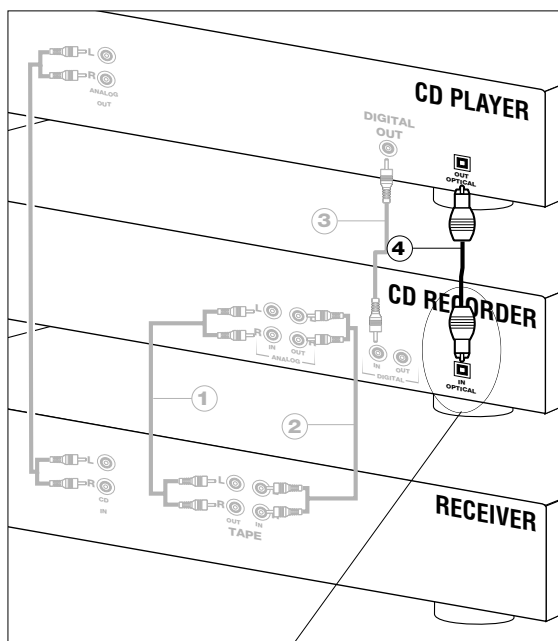 L
R
ANALOG
OUT
CD PLAYER
DIGITAL
OUT
OUT
OPTICAL
3
4
CD RECORDER
L
R
L
R
IN
OUT
ANALOG
IN
OUT
DIGITAL
IN
OPTICAL
1
2
L
R
CD
IN
L
R
L
R
OUT
IN
TAPE
RECEIVER